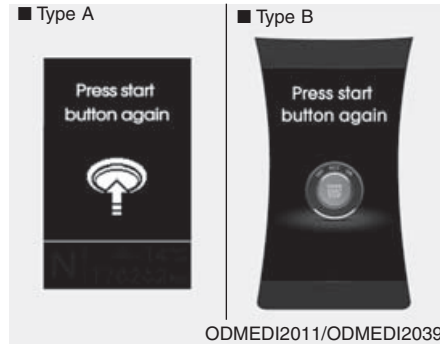 ■ Type A
■ Type B
Press start
button again
Press start
button again
N
ODMEDI2011/ODMEDI2039